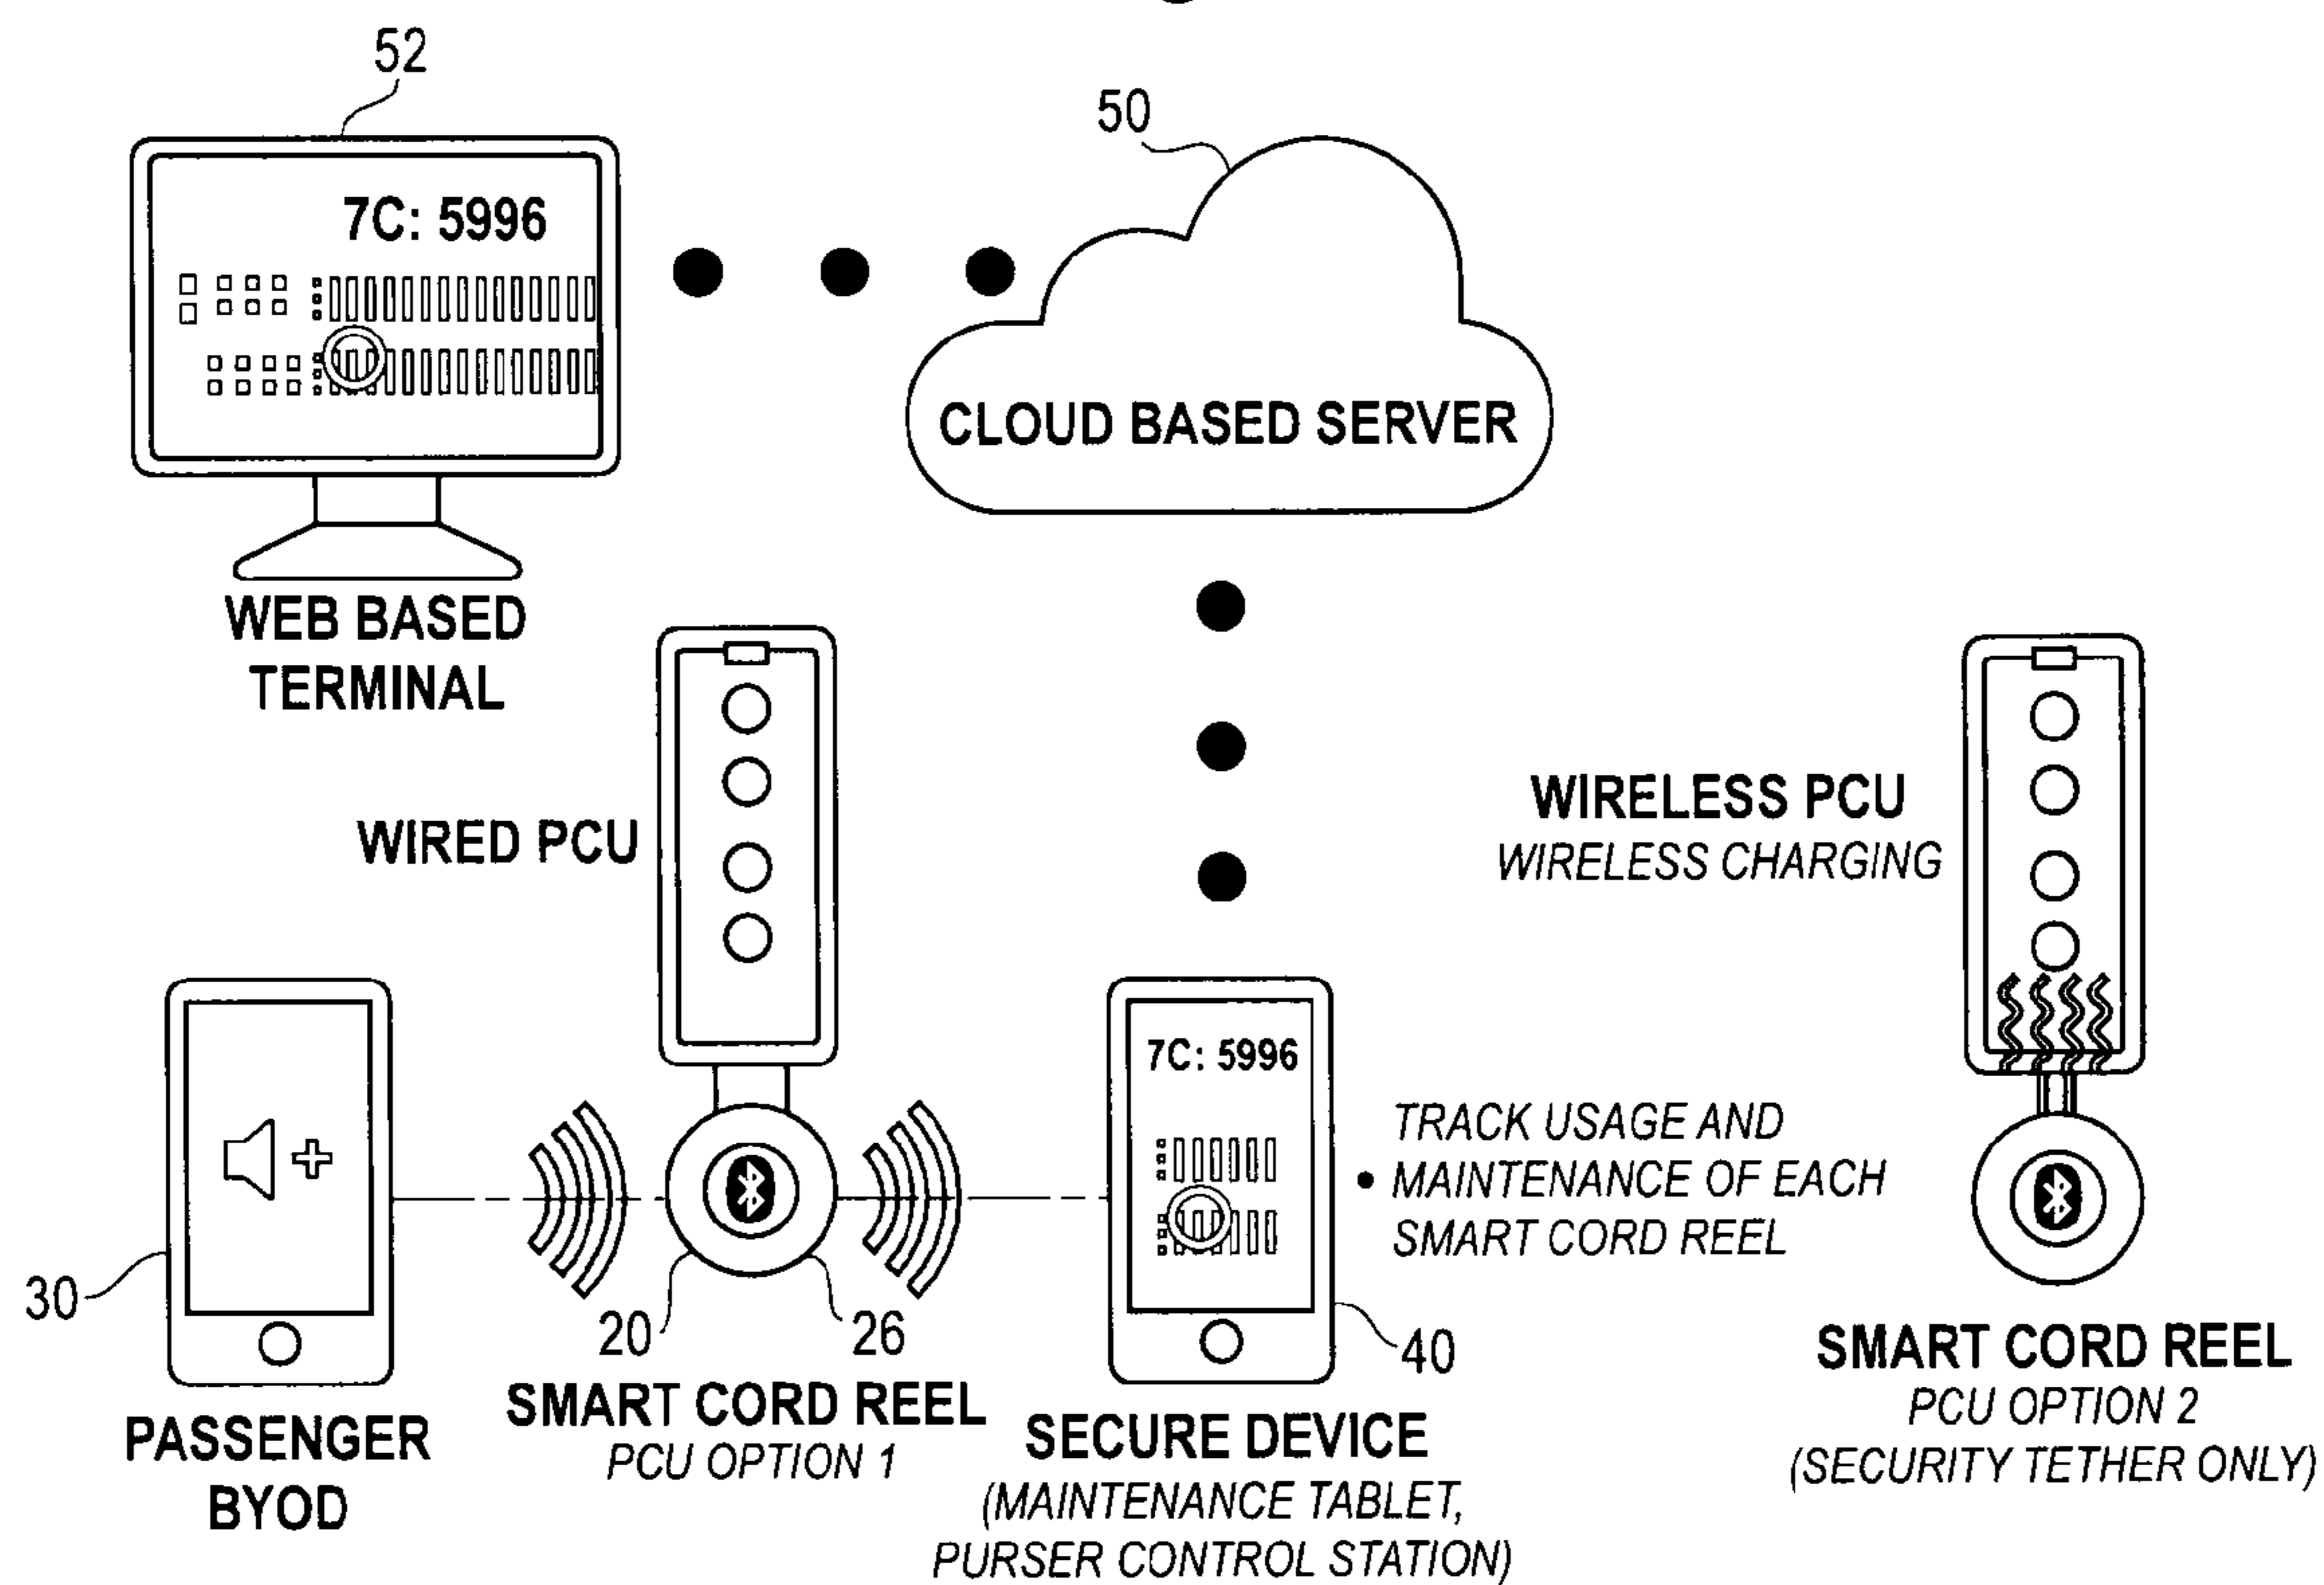 52
50
7C: 5996
CLOUD BASED SERVER
WEB BASED
TERMINAL
WIRED PCU
WIRELESS PCU
WIRELESS CHARGING
7C: 5996
TRACK USAGE AND
• MAINTENANCE OF EACH
SMART CORD REEL
30
20
26
40
PASSENGER
BYOD
SMART CORD REEL
PCU OPTION 1
SECURE DEVICE
(MAINTENANCE TABLET,
PURSER CONTROL STATION)
SMART CORD REEL
PCU OPTION 2
(SECURITY TETHER ONLY)